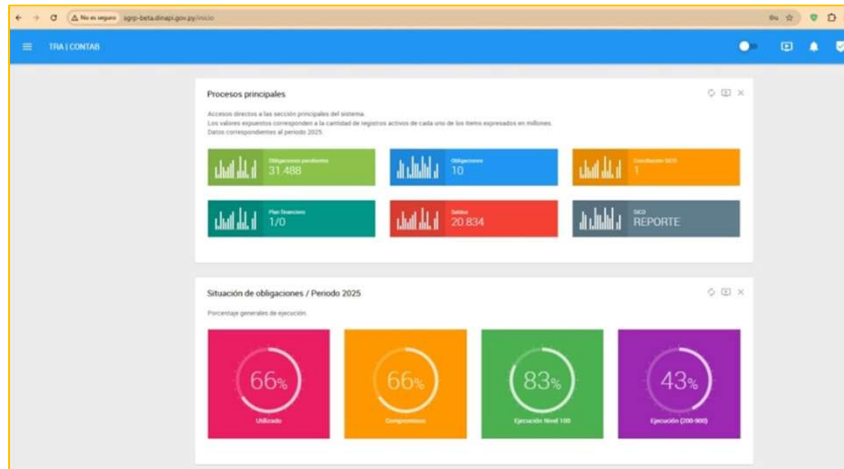 No es seguro sgrp-beta.dinapi.gov.py/inicio
TRA | CONTAB
Procesos principales
Accesos directos a las sección principales del sistema.
Los valores expuestos corresponden a la cantidad de registros activos de cada uno de los items expresados en millones.
Datos correspondientes al periodo 2025.
Obligaciones pendientes
31.488
Obligaciones
10
Conciliación SICO
1
Plan financiero
1/0
Saldos
20.834
SICO
REPORTE
Situación de obligaciones / Periodo 2025
Porcentaje generales de ejecución.
66%
Utilizado
66%
Compromisos
83%
Ejecución Nivel 100
43%
Ejecución (200-900)